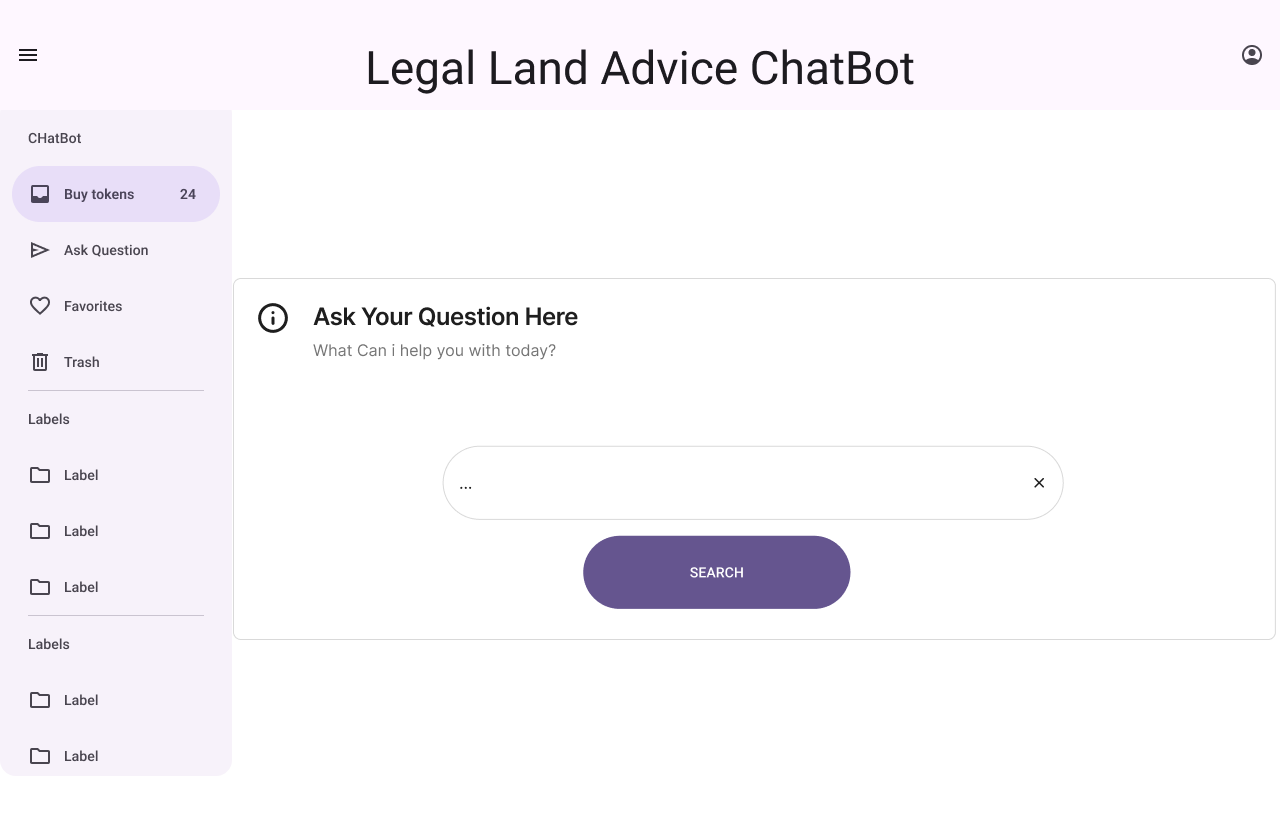 Legal Land Advice ChatBot
CHatBot
Buy tokens 24
Ask Question
Favorites
Trash
Labels
Label
Label
Label
Labels
Label
Label
Ask Your Question Here
What Can i help you with today?
...
SEARCH